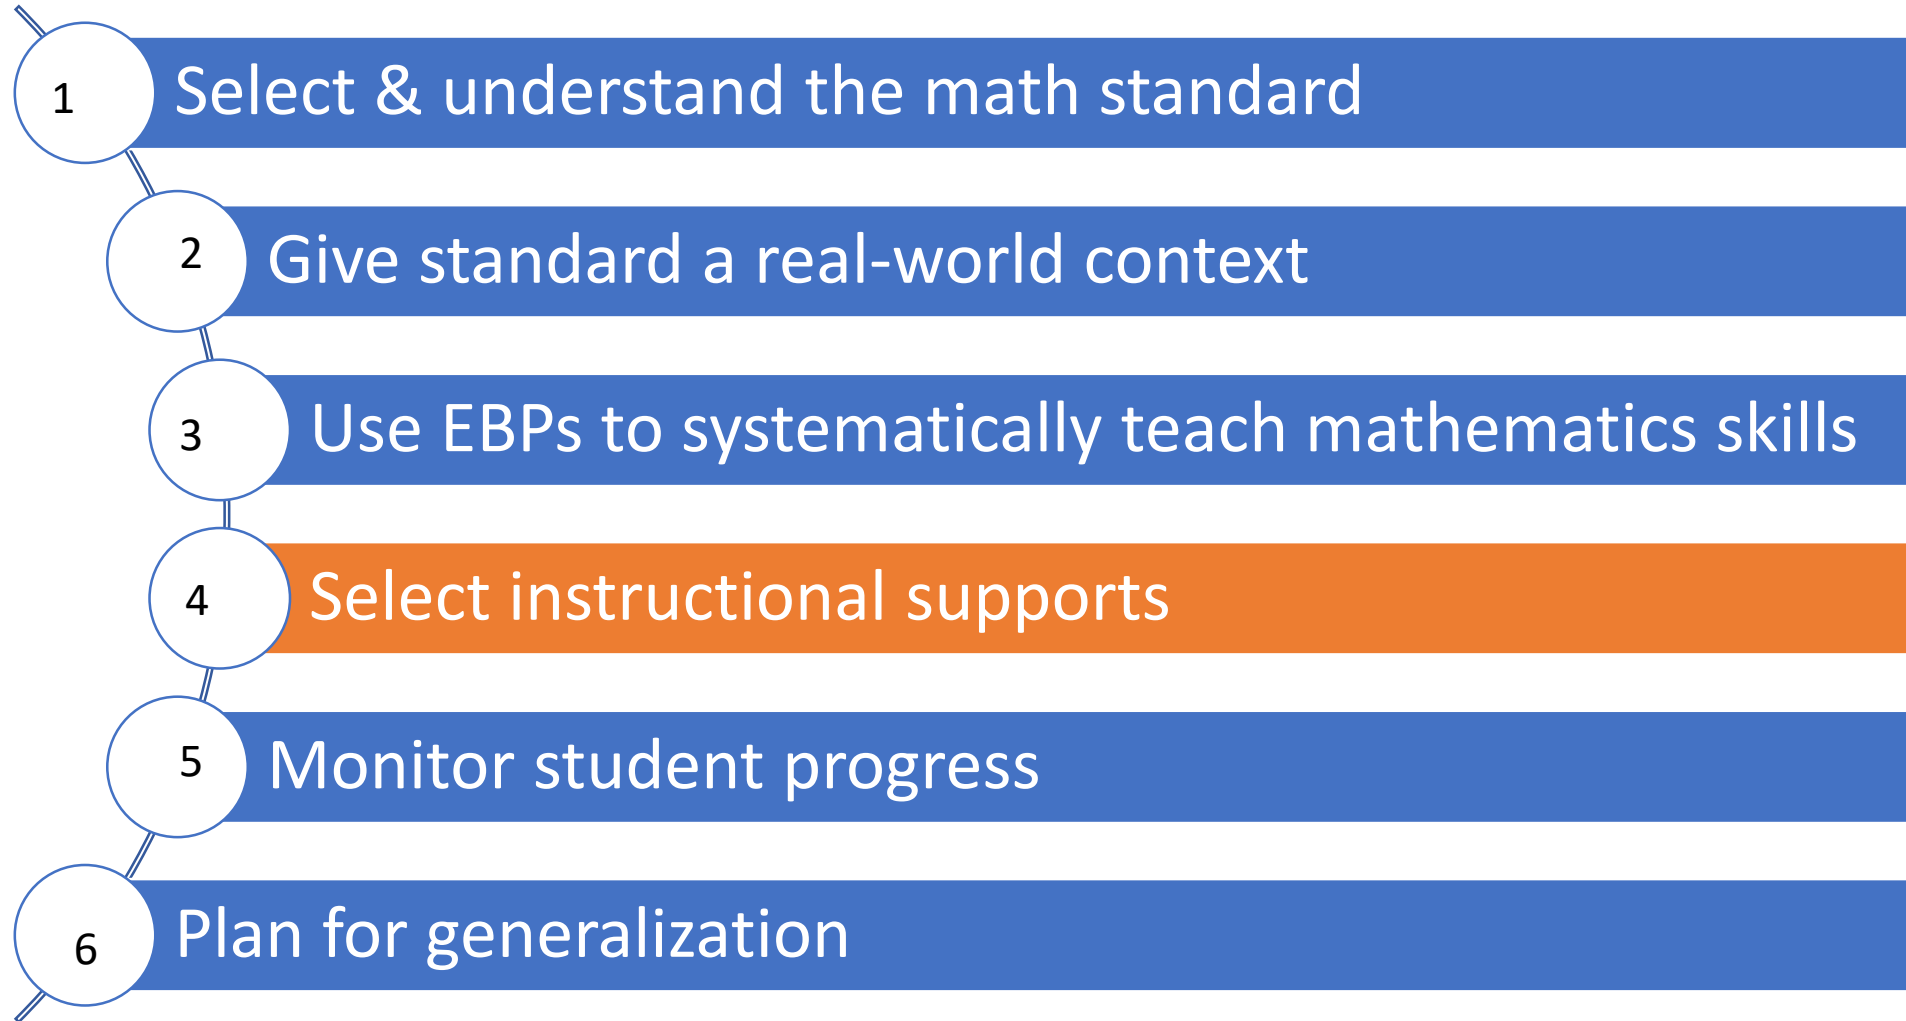 1 Select & understand the math standard
2 Give standard a real-world context
3 Use EBPs to systematically teach mathematics skills
4 Select instructional supports
5 Monitor student progress
6 Plan for generalization